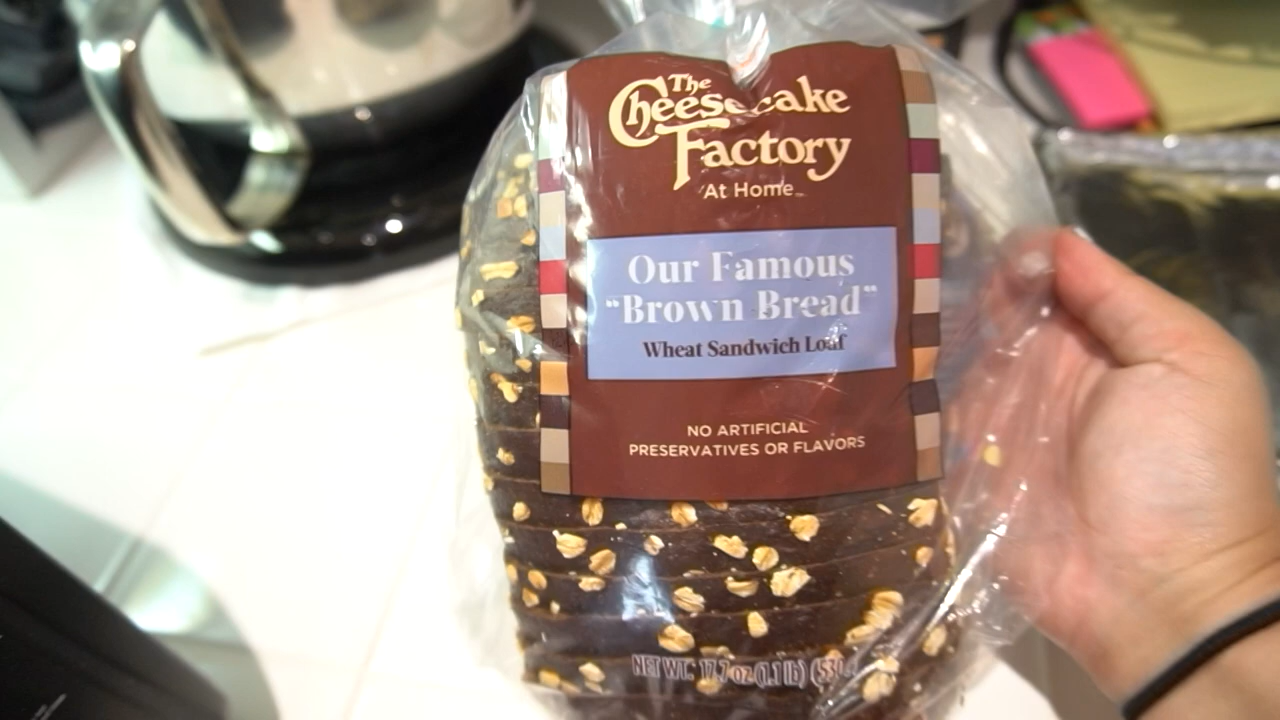 The
Cheesecake
Factory
At Home™
Our Famous
"Brown Bread"
Wheat Sandwich Loaf
NO ARTIFICIAL
PRESERVATIVES OR FLAVORS
NET WT. 17.7 oz (1.1 lb)